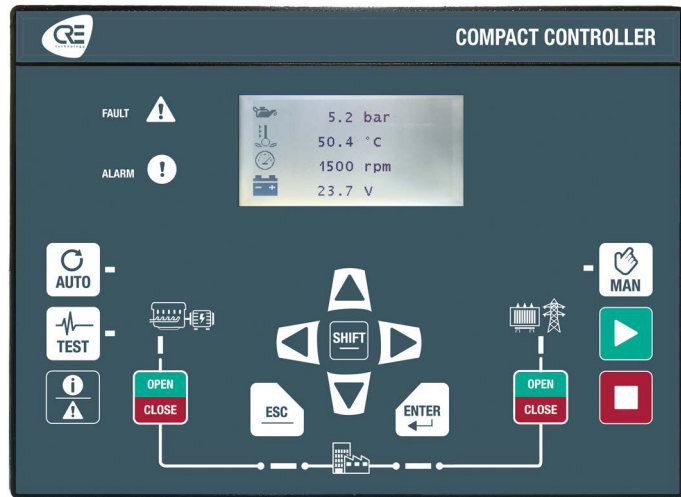 CRE
technology
COMPACT CONTROLLER
FAULT
ALARM
5.2 bar
50.4 °C
1500 rpm
23.7 V
AUTO
MAN
TEST
SHIFT
OPEN
CLOSE
ESC
ENTER
OPEN
CLOSE